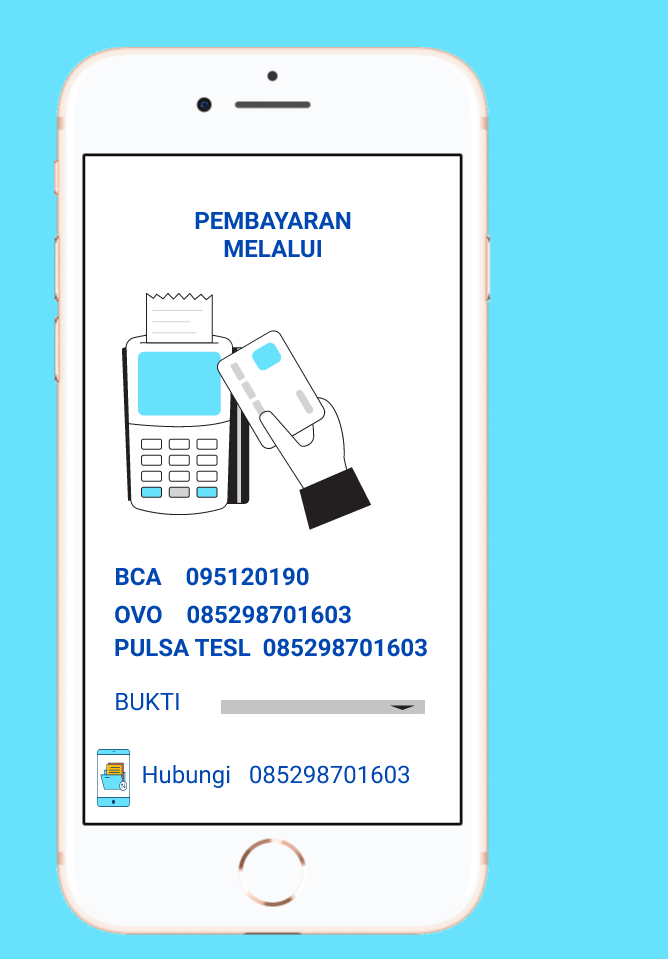 PEMBAYARAN
MELALUI
BCA 095120190
OVO 085298701603
PULSA TESL 085298701603
BUKTI
Hubungi 085298701603